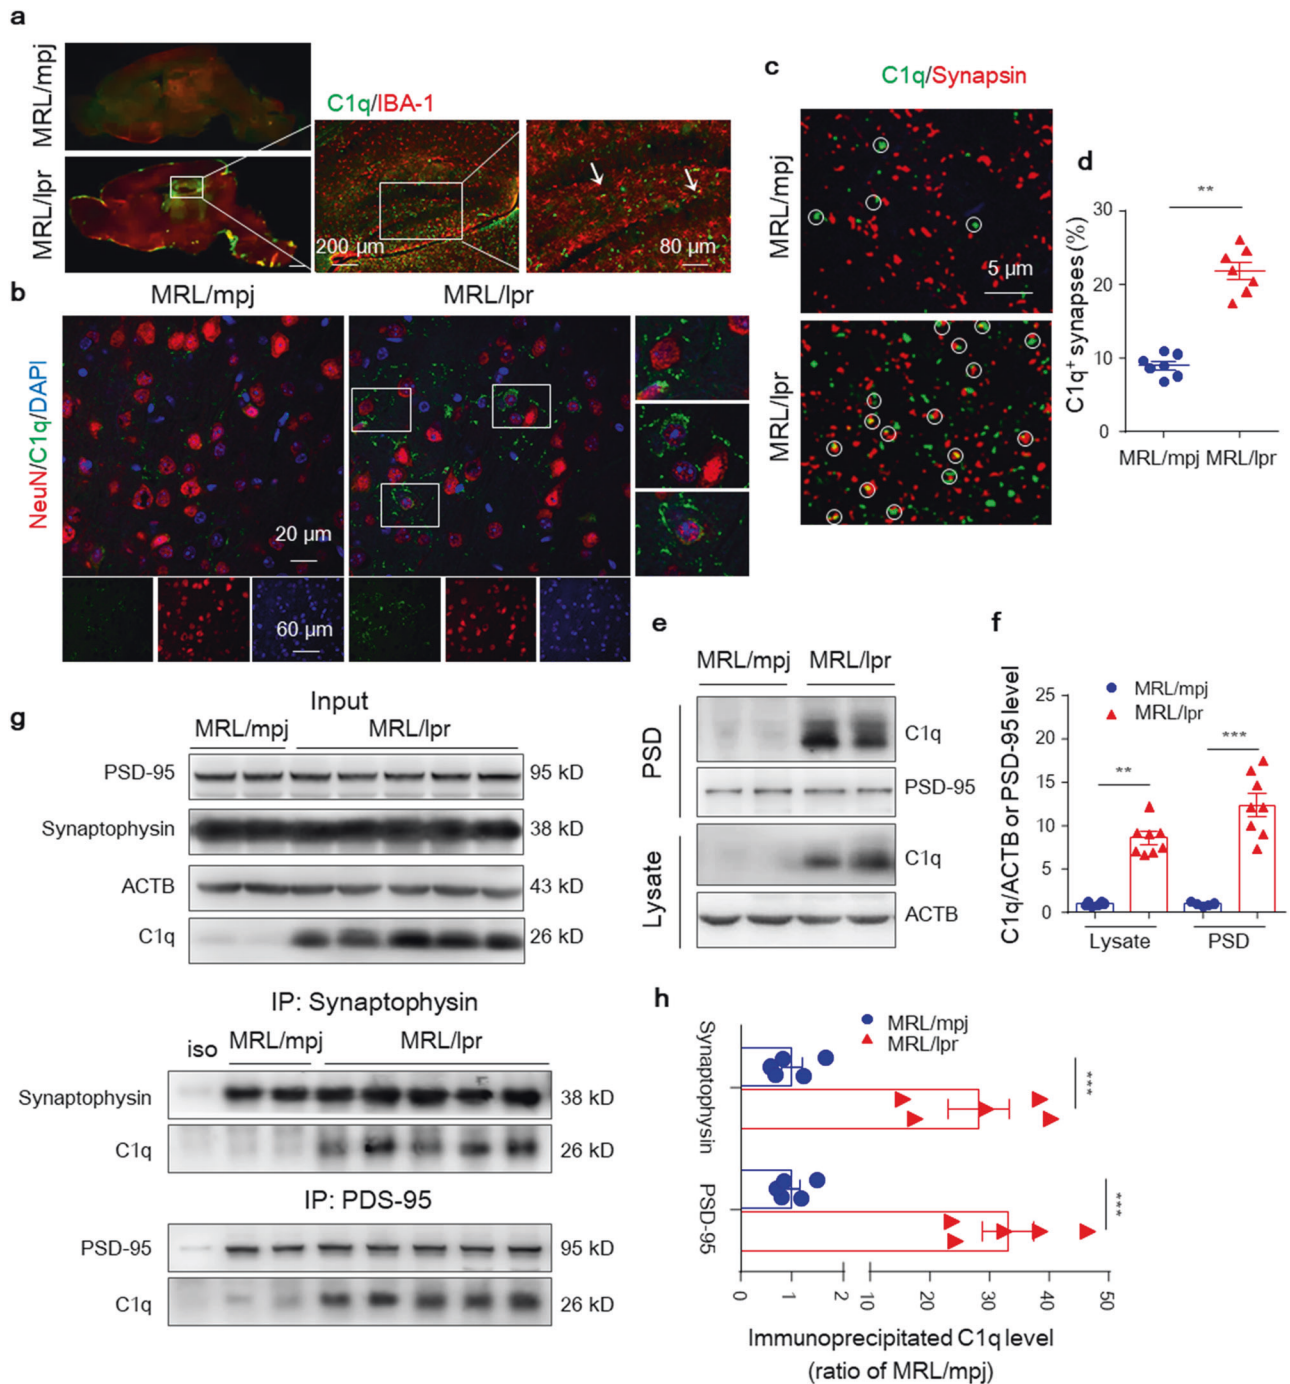 a
MRL/mpj
MRL/lpr
C1q/IBA-1
200 µm
80 µm
b
MRL/mpj
MRL/lpr
NeuN/C1q/DAPI
20 µm
60 µm
c
C1q/Synapsin
MRL/mpj
MRL/lpr
5 µm
d
**
C1q⁺ synapses (%)
30
20
10
0
MRL/mpj MRL/lpr
e
MRL/mpj
MRL/lpr
PSD
C1q
PSD-95
Lysate
C1q
ACTB
f
MRL/mpj
MRL/lpr
C1q/ACTB or PSD-95 level
25
20
15
10
5
0
**
***
Lysate
PSD
g
Input
MRL/mpj
MRL/lpr
PSD-95
95 kD
Synaptophysin
38 kD
ACTB
43 kD
C1q
26 kD
IP: Synaptophysin
iso
MRL/mpj
MRL/lpr
Synaptophysin
38 kD
C1q
26 kD
IP: PDS-95
PSD-95
95 kD
C1q
26 kD
h
MRL/mpj
MRL/lpr
Synaptophysin
PSD-95
***
***
0
1
2
10
20
30
40
50
Immunoprecipitated C1q level
(ratio of MRL/mpj)